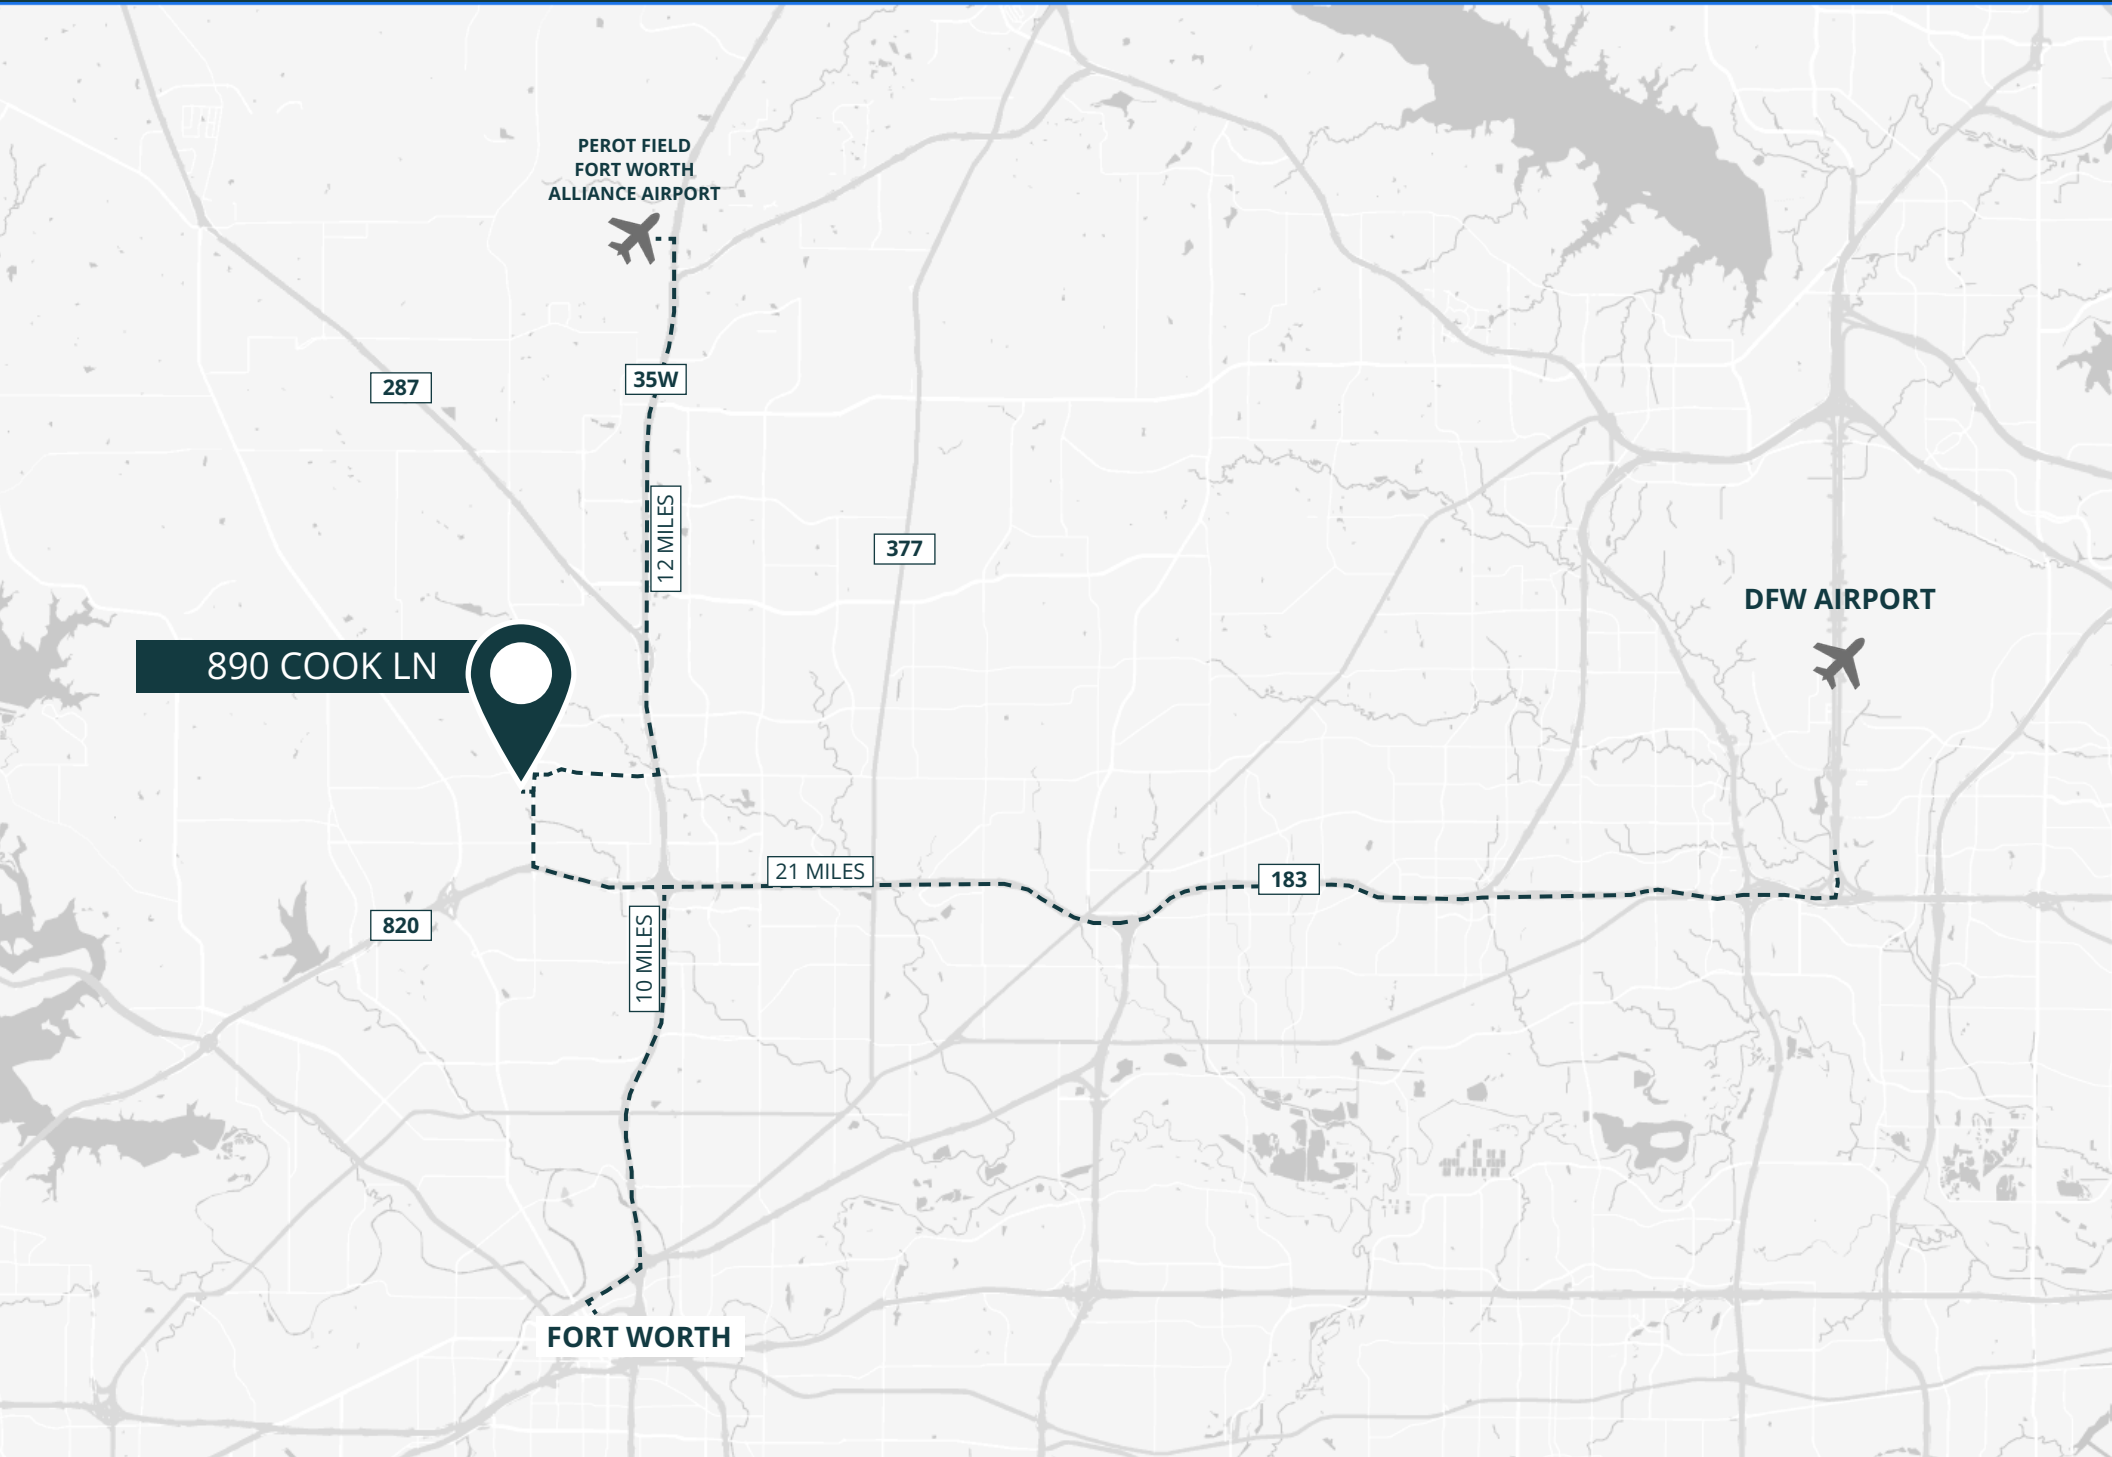 PEROT FIELD
FORT WORTH
ALLIANCE AIRPORT
287
35W
12 MILES
377
DFW AIRPORT
890 COOK LN
21 MILES
183
820
10 MILES
FORT WORTH